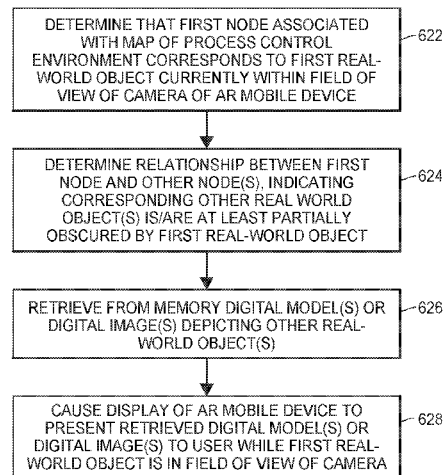 DETERMINE THAT FIRST NODE ASSOCIATED
WITH MAP OF PROCESS CONTROL
ENVIRONMENT CORRESPONDS TO FIRST REAL-
WORLD OBJECT CURRENTLY WITHIN FIELD OF
VIEW OF CAMERA OF AR MOBILE DEVICE
622
DETERMINE RELATIONSHIP BETWEEN FIRST
NODE AND OTHER NODE(S), INDICATING
CORRESPONDING OTHER REAL WORLD
OBJECT(S) IS/ARE AT LEAST PARTIALLY
OBSCURED BY FIRST REAL-WORLD OBJECT
624
RETRIEVE FROM MEMORY DIGITAL MODEL(S) OR
DIGITAL IMAGE(S) DEPICTING OTHER REAL-
WORLD OBJECT(S)
626
CAUSE DISPLAY OF AR MOBILE DEVICE TO
PRESENT RETRIEVED DIGITAL MODEL(S) OR
DIGITAL IMAGE(S) TO USER WHILE FIRST REAL-
WORLD OBJECT IS IN FIELD OF VIEW OF CAMERA
628